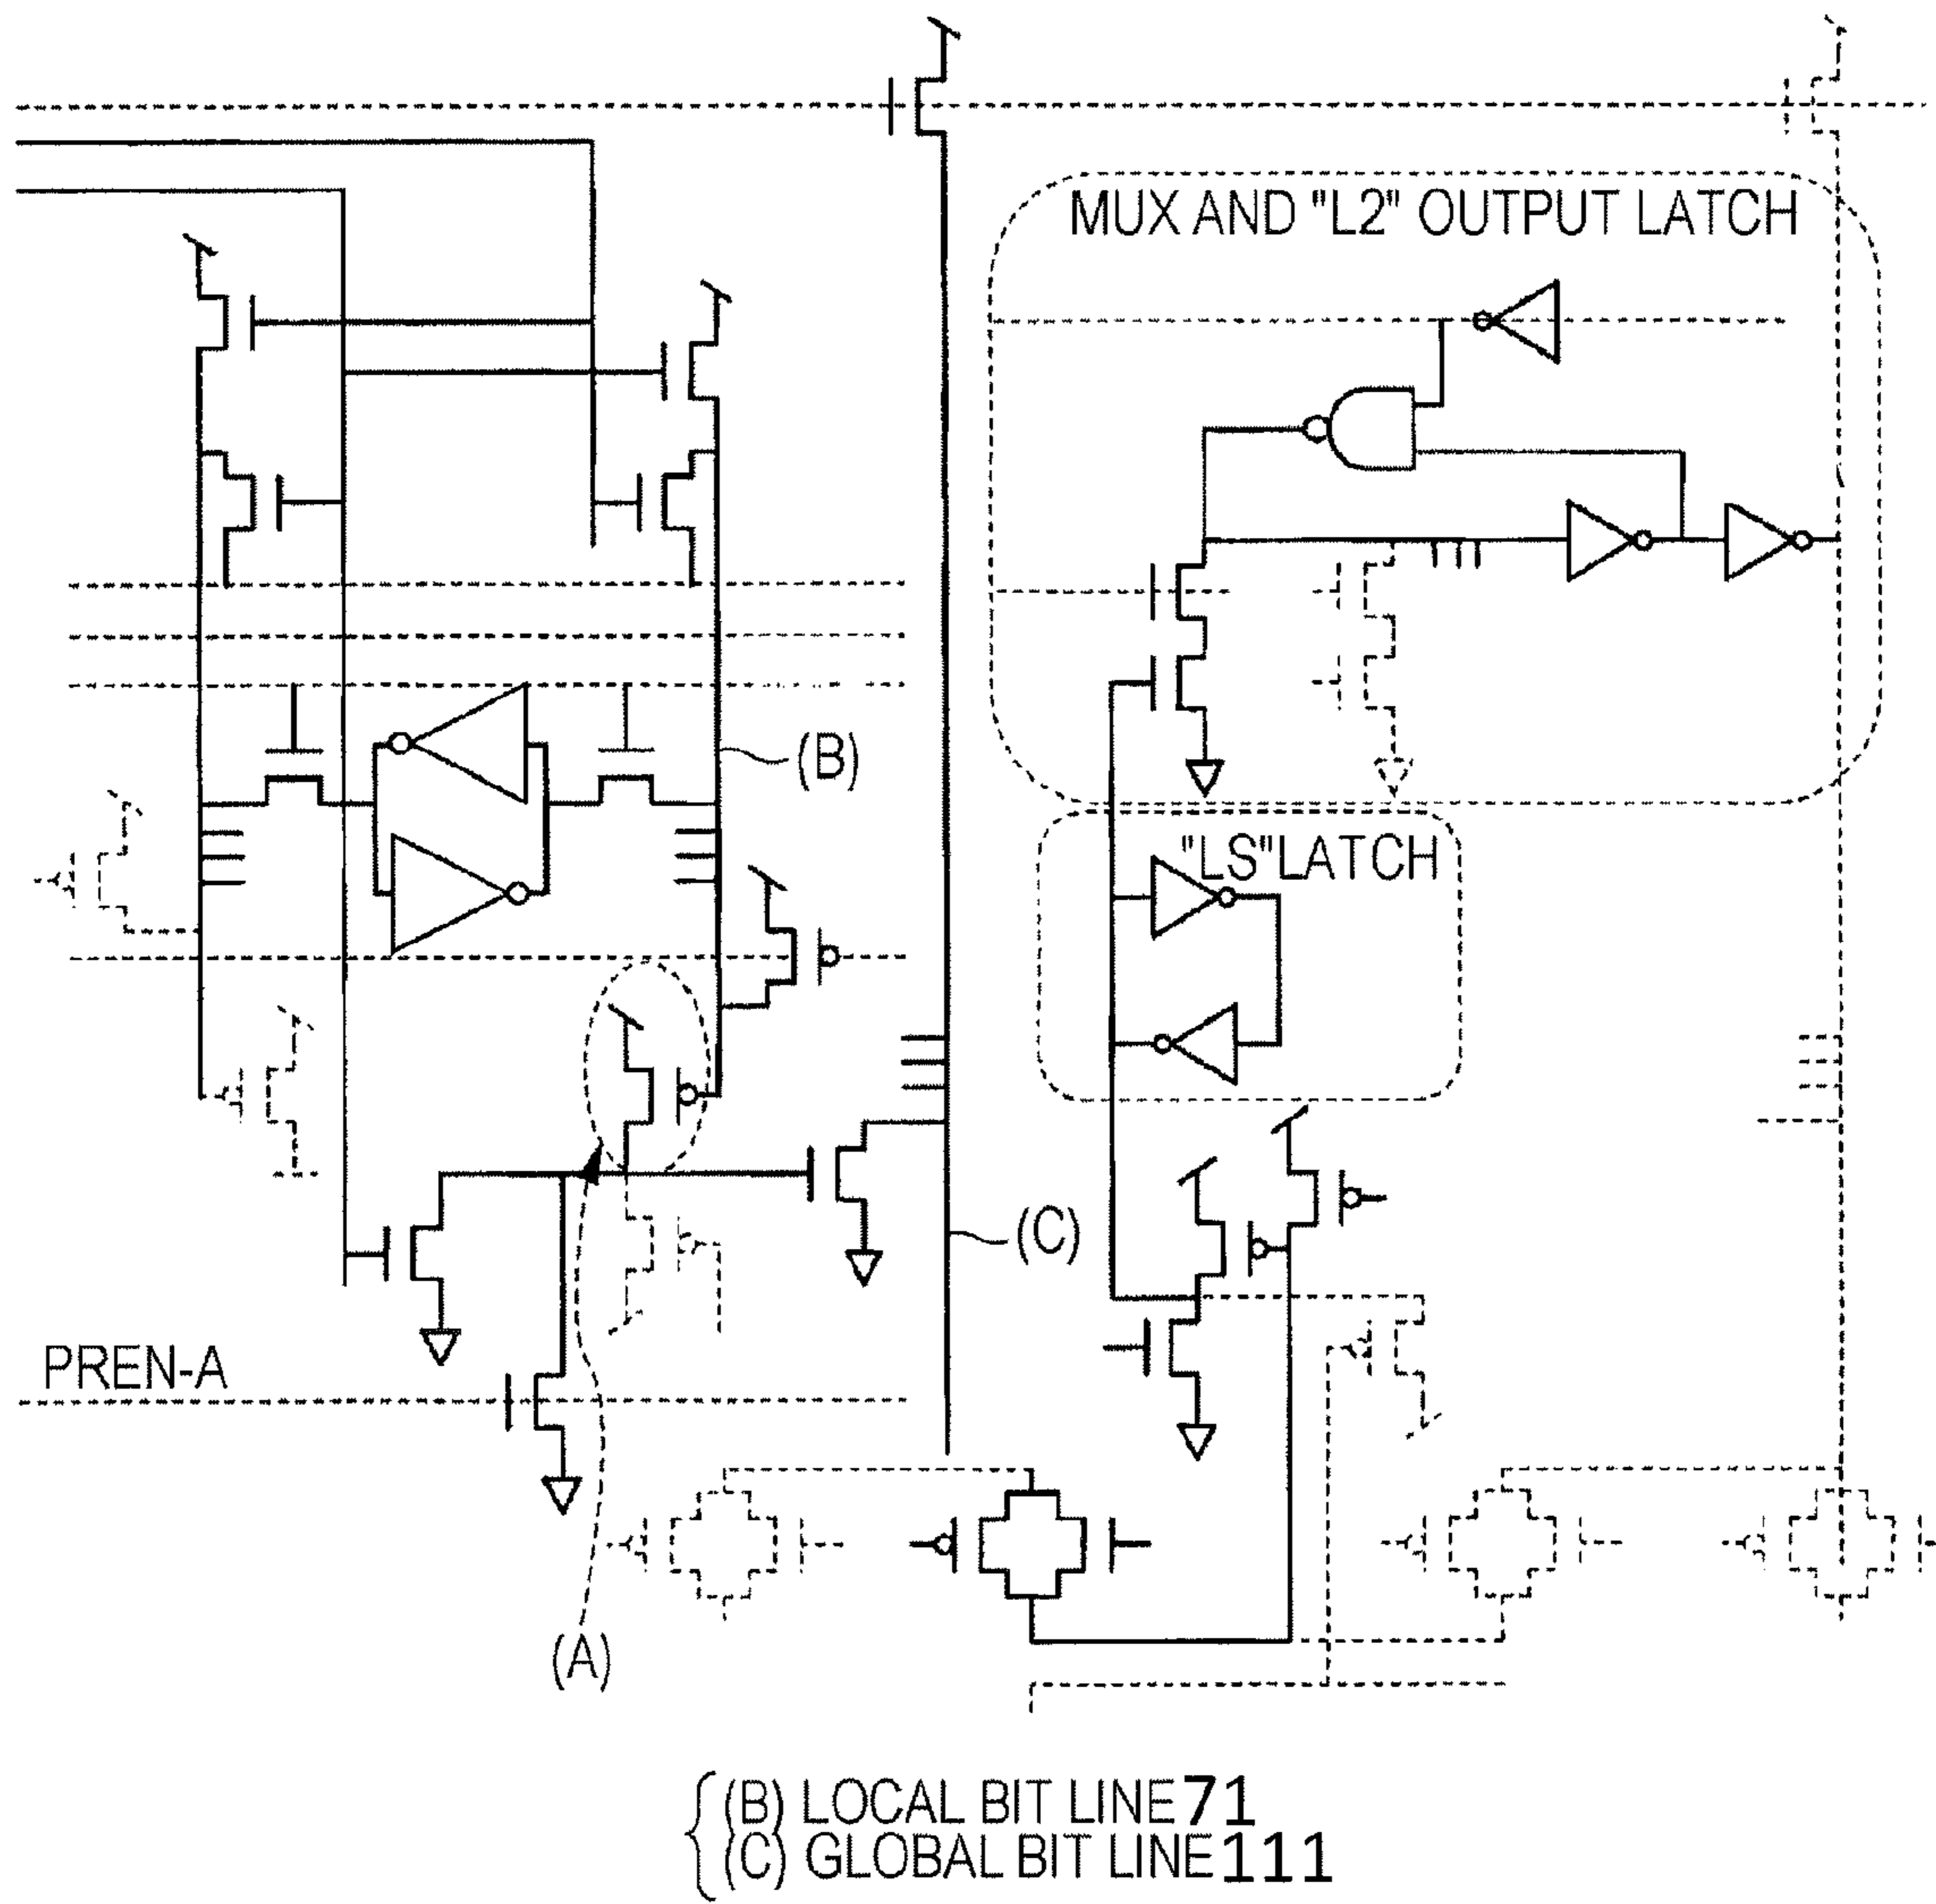 MUX AND "L2" OUTPUT LATCH
(B)
"LS"LATCH
(C)
PREN-A
(A)
(B) LOCAL BIT LINE 71
(C) GLOBAL BIT LINE 111